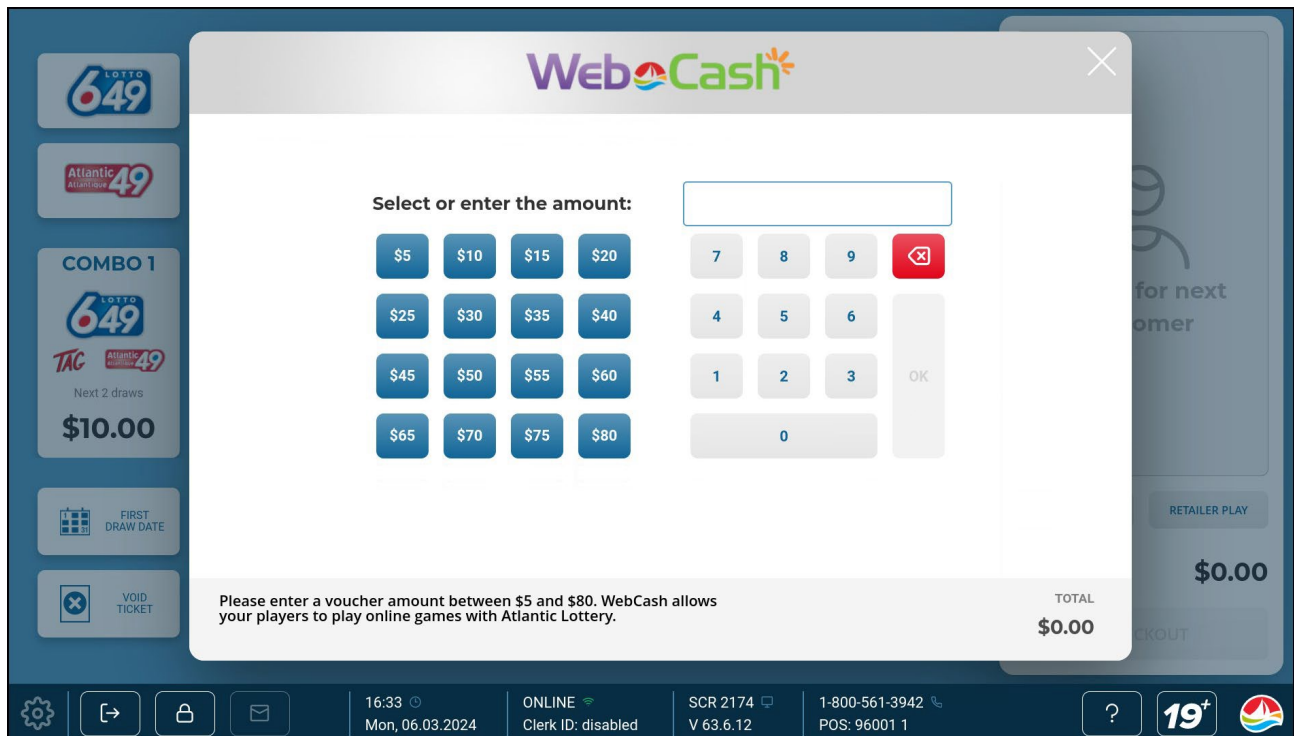 LOTTO
649
Atlantic
Atlantique 49
COMBO 1
LOTTO
649
TAG Atlantic 49
Next 2 draws
$10.00
FIRST
DRAW DATE
VOID
TICKET
Web Cash
Select or enter the amount:
$5 $10 $15 $20
$25 $30 $35 $40
$45 $50 $55 $60
$65 $70 $75 $80
7 8 9
4 5 6
1 2 3 OK
0
Please enter a voucher amount between $5 and $80. WebCash allows
your players to play online games with Atlantic Lottery.
TOTAL
$0.00
for next
omer
RETAILER PLAY
$0.00
CKOUT
16:33
Mon, 06.03.2024
ONLINE
Clerk ID: disabled
SCR 2174
V 63.6.12
1-800-561-3942
POS: 96001 1
?
19+